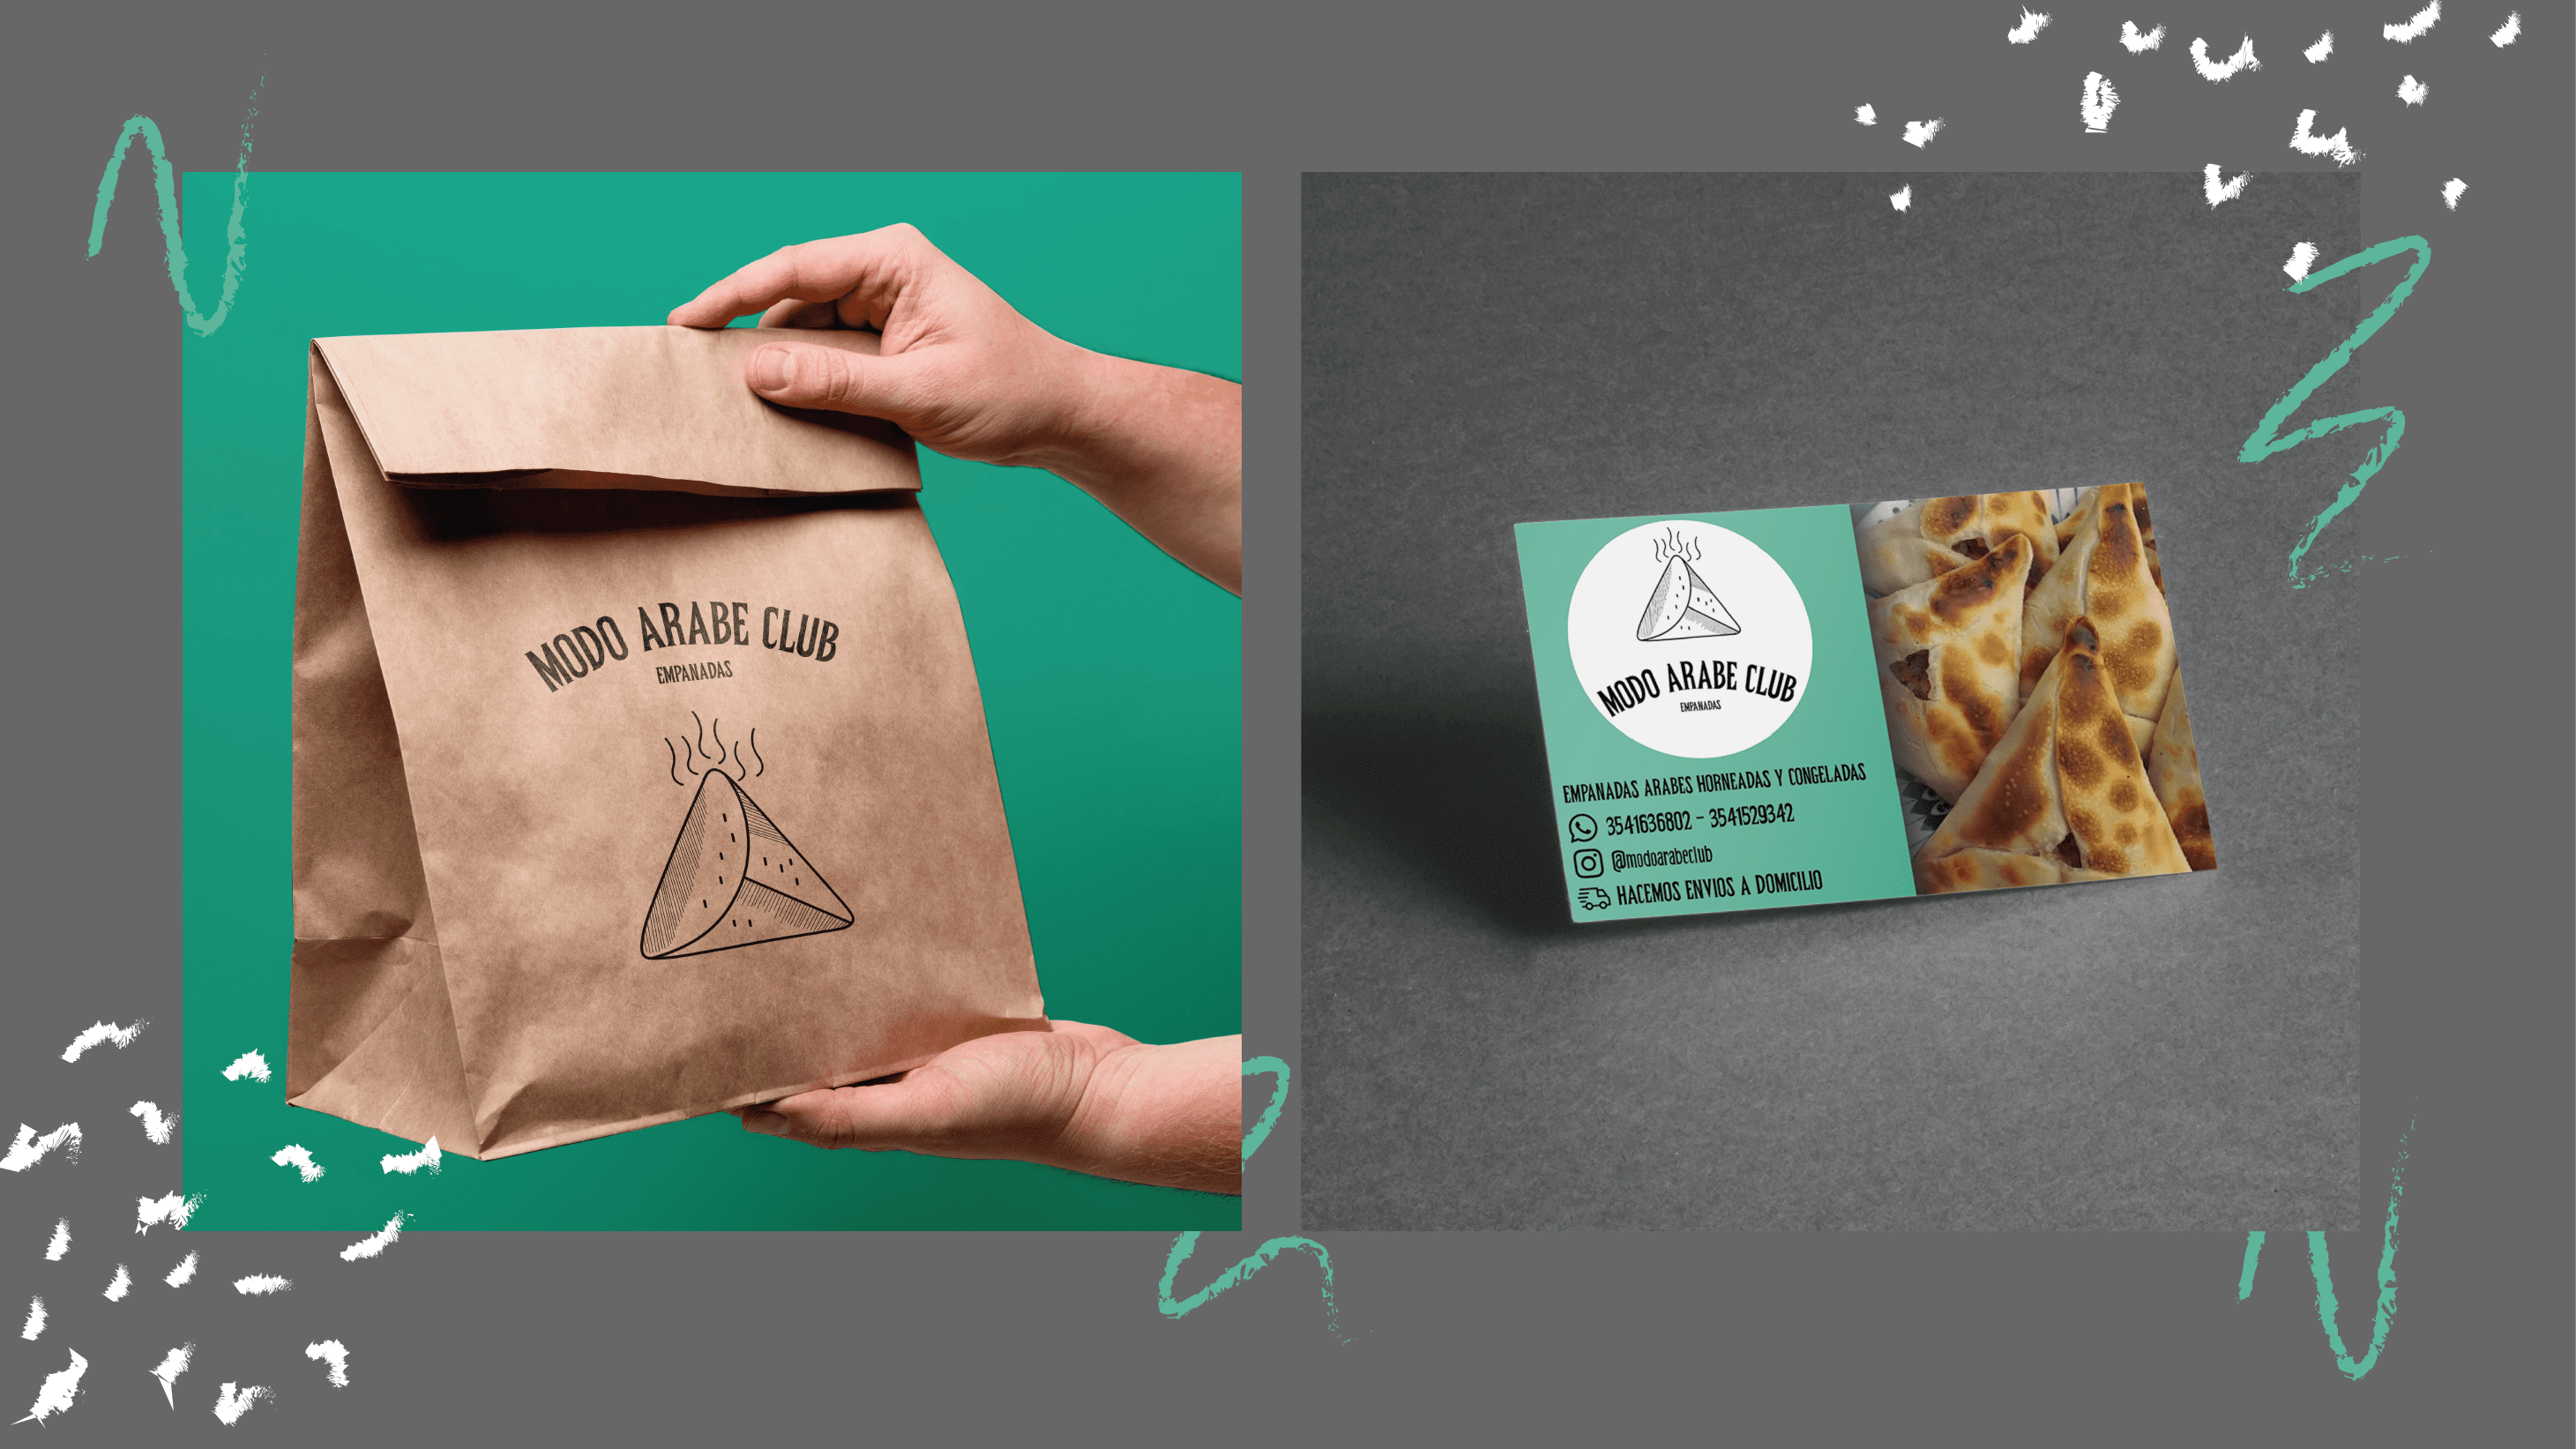 MODO ARABE CLUB
EMPANADAS
MODO ARABE CLUB
EMPANADAS
EMPANADAS ARABES HORNEADAS Y CONGELADAS
3541636802 - 3541529342
@modoarabeclub
HACEMOS ENVIOS A DOMICILIO